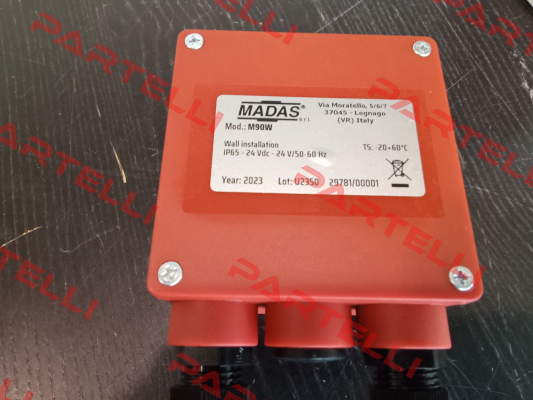 MADAS®
s.r.l.
Via Moratello, 5/6/7
37045 - Legnago
(VR) Italy
Mod.: M90W
Wall installation
IP65 - 24 Vdc - 24 V/50-60 Hz
TS: -20+60°C
Year: 2023 Lot: U2350 29781/00001
PARTELLI
PARTELLI
PARTELLI
PARTELLI
PARTELLI